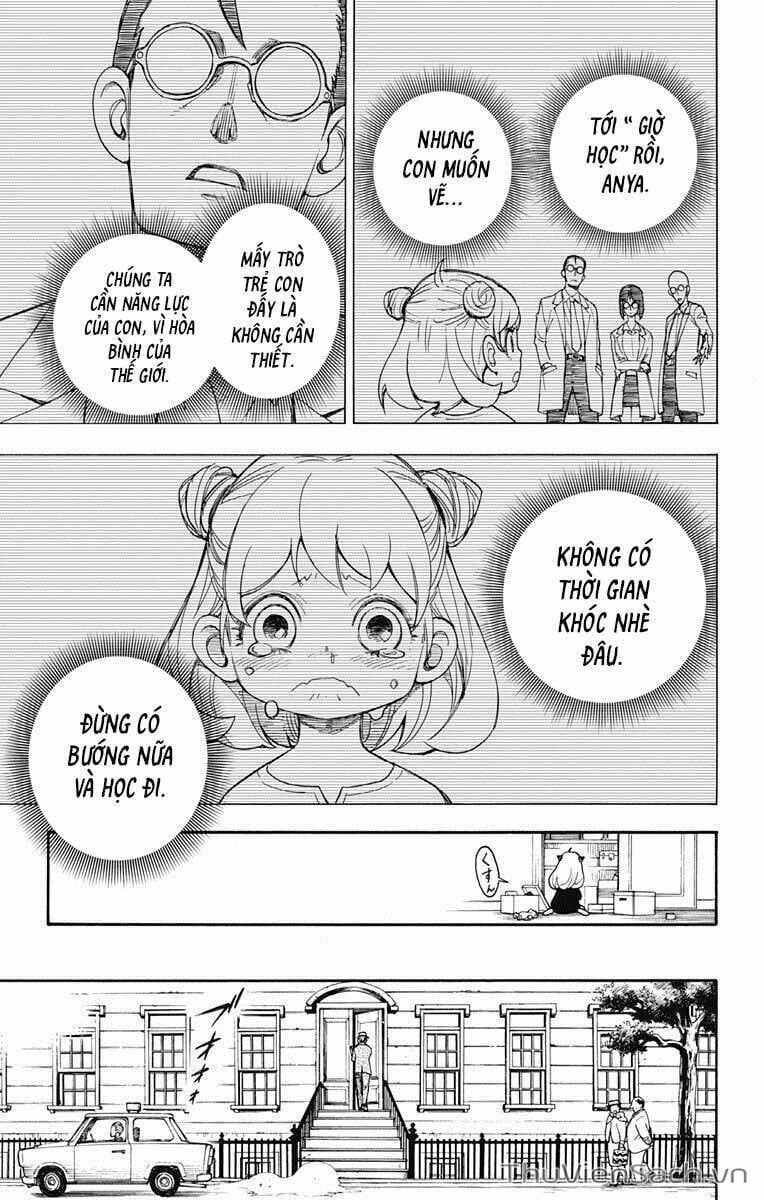 TỚI " GIỜ
HỌC" RỒI,
ANYA.
NHƯNG
CON MUỐN
VẼ...
MẤY TRÒ
TRẺ CON
ĐẤY LÀ
KHÔNG CẦN
THIẾT.
CHÚNG TA
CẦN NĂNG LỰC
CỦA CON, VÌ HÒA
BÌNH CỦA
THẾ GIỚI.
KHÔNG CÓ
THỜI GIAN
KHÓC NHÈ
ĐÂU.
ĐỪNG CÓ
BƯỚNG NỮA
VÀ HỌC ĐI.
くすん
ThuVienSach.vn